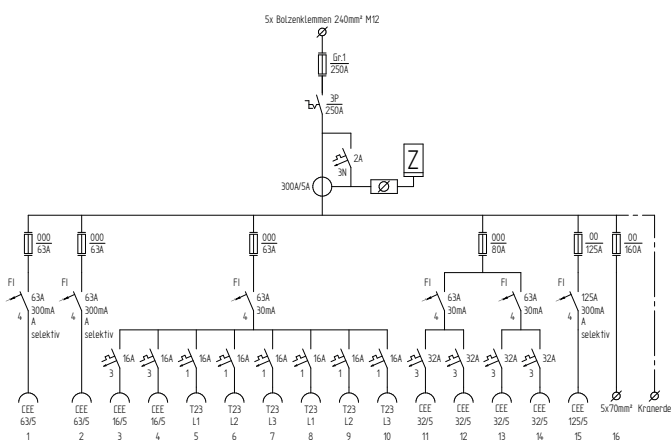 5x Bolzenklemmen 240mm² M12
Gr.1
250A
3P
250A
2A
3N
Z
300A/5A
000
63A
000
63A
000
63A
000
80A
00
125A
00
160A
FI
63A
300mA
A
selektiv
4
FI
63A
300mA
A
selektiv
4
FI
63A
30mA
4
FI
63A
30mA
4
FI
63A
30mA
4
FI
125A
300mA
A
selektiv
4
16A
3
16A
3
16A
1
16A
1
16A
1
16A
1
16A
1
16A
1
32A
3
32A
3
32A
3
32A
3
CEE
63/5
1
CEE
63/5
2
CEE
16/5
3
CEE
16/5
4
T23
L1
5
T23
L2
6
T23
L3
7
T23
L1
8
T23
L2
9
T23
L3
10
CEE
32/5
11
CEE
32/5
12
CEE
32/5
13
CEE
32/5
14
CEE
125/5
15
5x70mm²
16
Kranerde